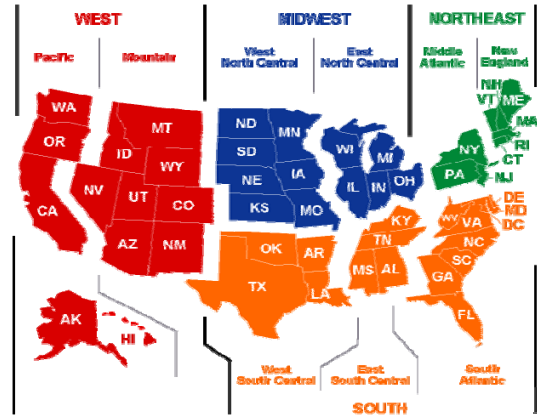 WEST MIDWEST NORTHEAST
Pacific Mountain West North Central East North Central Middle Atlantic New England
WA
OR
CA
NV
ID
MT
WY
UT
CO
AZ
NM
AK
HI
ND
SD
NE
KS
MN
IA
MO
WI
MI
IL
IN
OH
NH
VT
ME
MA
RI
CT
NY
PA
NJ
OK
TX
AR
LA
KY
TN
MS
AL
DE
MD
DC
WV
VA
NC
SC
GA
FL
West South Central
East South Central
South Atlantic
SOUTH